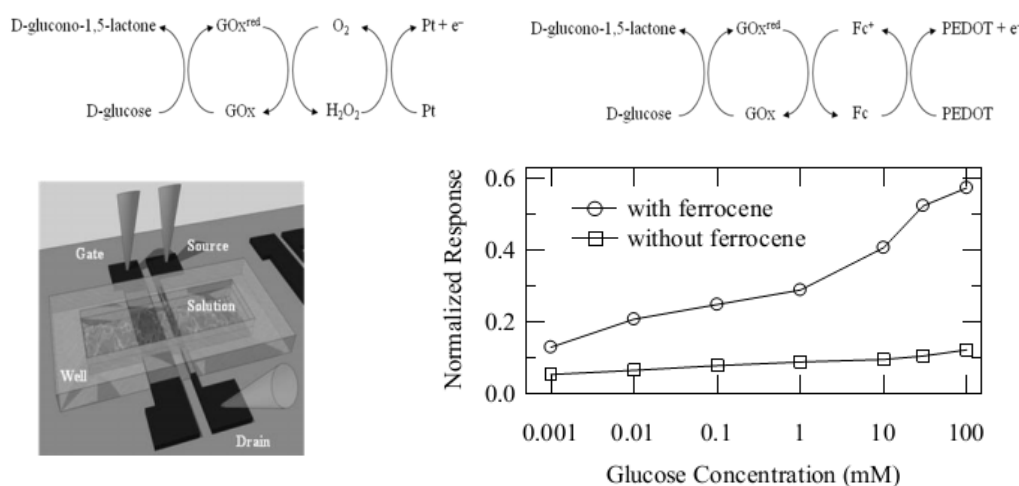 D-glucono-1,5-lactone GOx^red O₂ Pt + e⁻
D-glucose GOx H₂O₂ Pt
D-glucono-1,5-lactone GOx^red Fc⁺ PEDOT + e⁻
D-glucose GOx Fc PEDOT
Gate
Source
Solution
Well
Drain
Normalized Response
0.6
0.4
0.2
0.0
with ferrocene
without ferrocene
0.001 0.01 0.1 1 10 100
Glucose Concentration (mM)